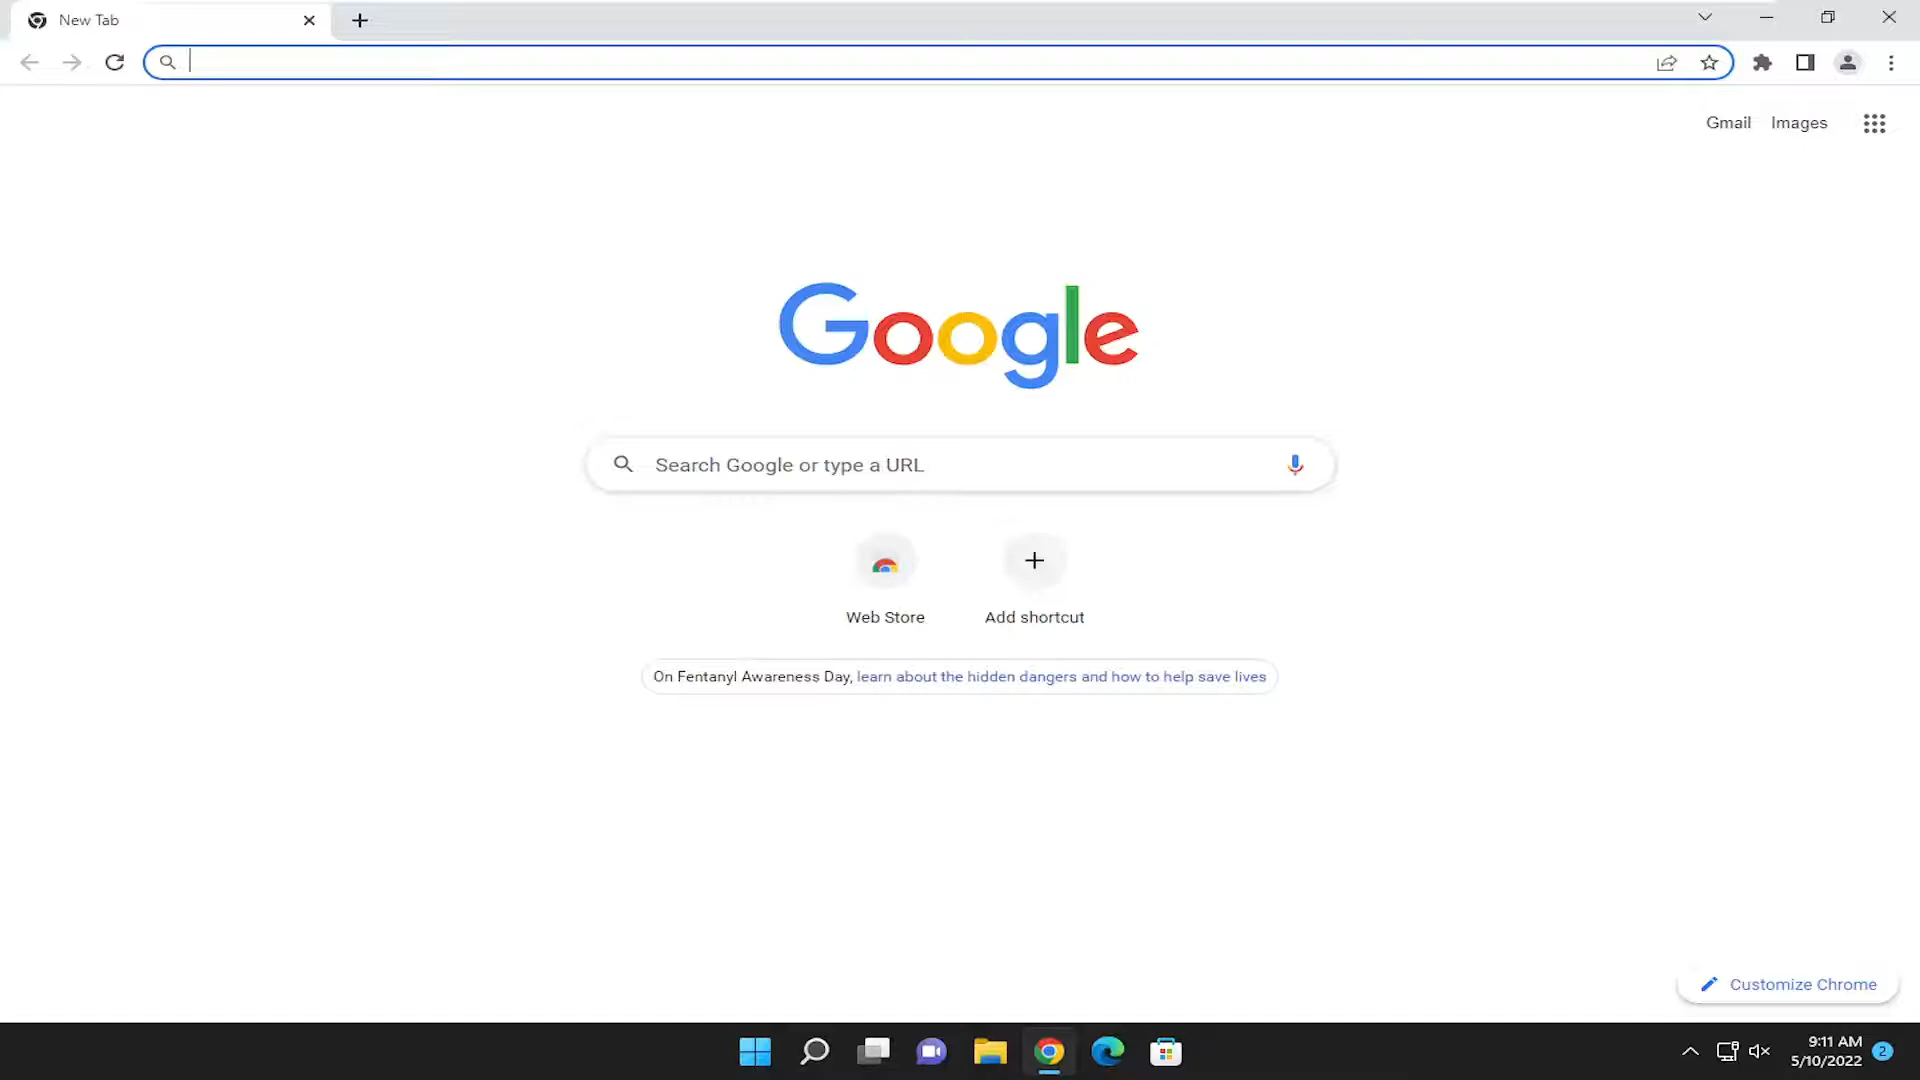 New Tab
Gmail Images
Google
Search Google or type a URL
Web Store
Add shortcut
On Fentanyl Awareness Day, learn about the hidden dangers and how to help save lives
Customize Chrome
9:11 AM
5/10/2022
2